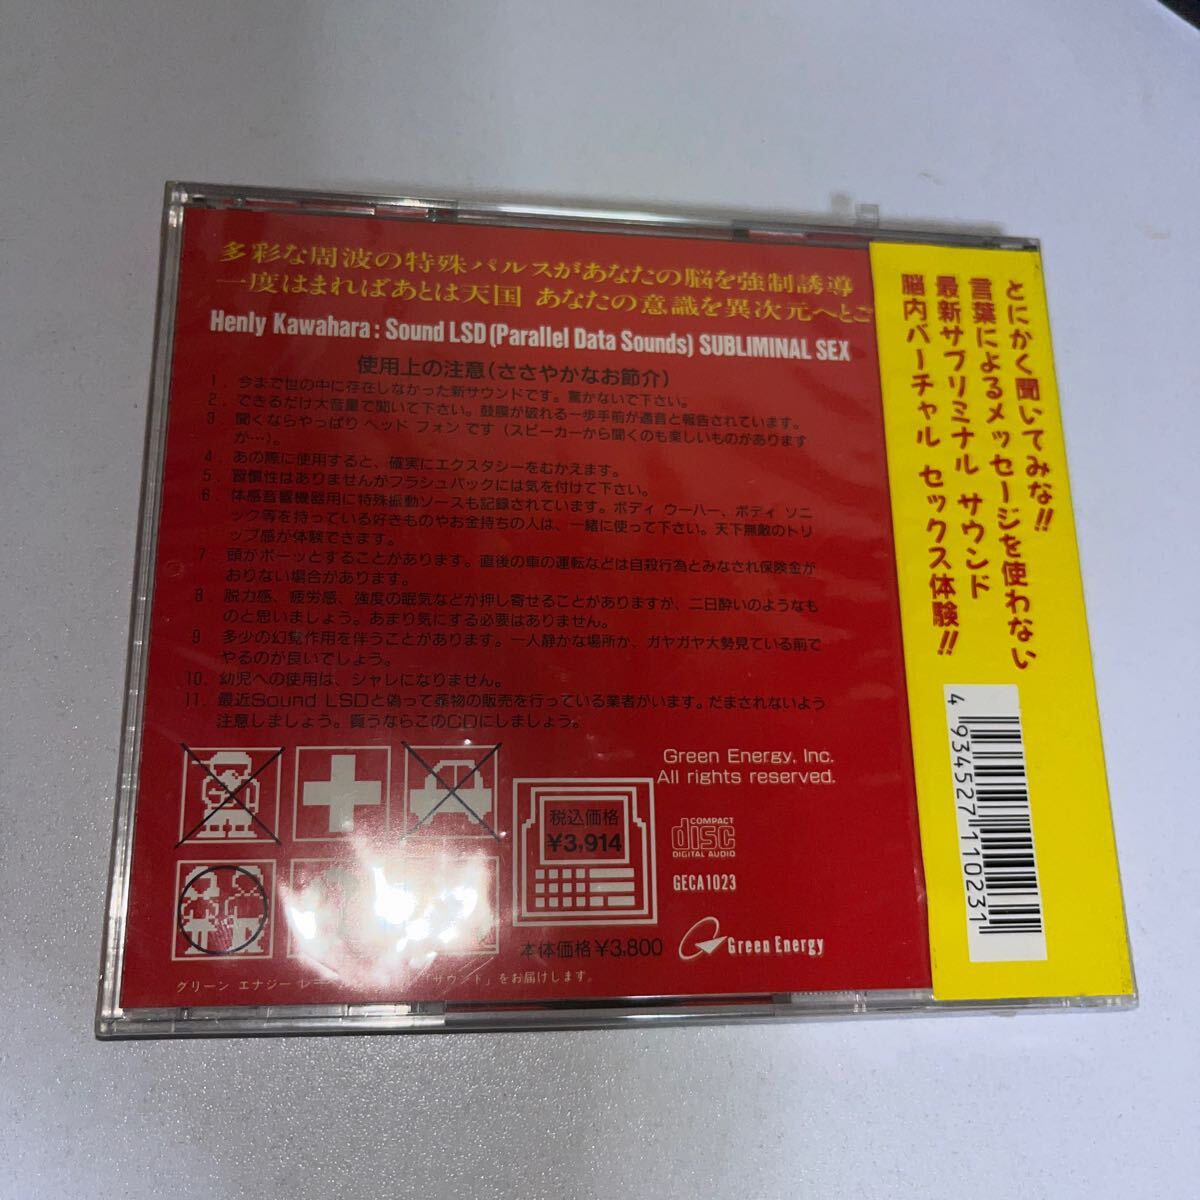 多彩な周波の特殊パルスがあなたの脳を強制誘導
一度はまればあとは天国 あなたの意識を異次元へとご
Henly Kawahara : Sound LSD (Parallel Data Sounds) SUBLIMINAL SEX
使用上の注意(ささやかなお節介)
1. 今まで世の中に存在しなかった新サウンドです。驚かないで下さい。
2. できるだけ大音量で聞いて下さい。鼓膜が破れる一歩手前が適音と報告されています。
3. 聞くならやっぱり ヘッド フォン です (スピーカーから聞くのも楽しいものがあります
が…)。
4. あの際に使用すると、確実にエクスタシーをむかえます。
5. 習慣性はありませんがフラッシュバックには気を付けて下さい。
6. 体感音響機器用に特殊振動ソースも記録されています。ボディ ウーハー、ボディ ソニ
ック等を持っている好きものやお金持ちの人は、一緒に使って下さい。天下無敵のトリ
ップ感が体験できます。
7. 頭がボーッとすることがあります。直後の車の運転などは自殺行為とみなされ保険金が
おりない場合があります。
8. 脱力感、疲労感、強度の眠気などが押し寄せることがありますが、二日酔いのようなも
のと思いましょう。あまり気にする必要はありません。
9. 多少の幻覚作用を伴うことがあります。一人静かな場所か、ガヤガヤ大勢見ている前で
やるのが良いでしょう。
10. 幼児への使用は、シャレになりません。
11. 最近Sound LSDと偽って葬物の販売を行っている業者がいます。だまされないよう
注意しましょう。買うならこのCDにしましょう。
Green Energy, Inc.
All rights reserved.
税込価格
¥3,914
COMPACT
disc
DIGITAL AUDIO
GECA1023
本体価格¥3,800
Green Energy
グリーン エナジー レー
「サウンド」をお届けします。
とにかく聞いてみな!!
言葉によるメッセージを使わない
最新サブリミナル サウンド
脳内バーチャル セックス体験!!
4 934527 110231